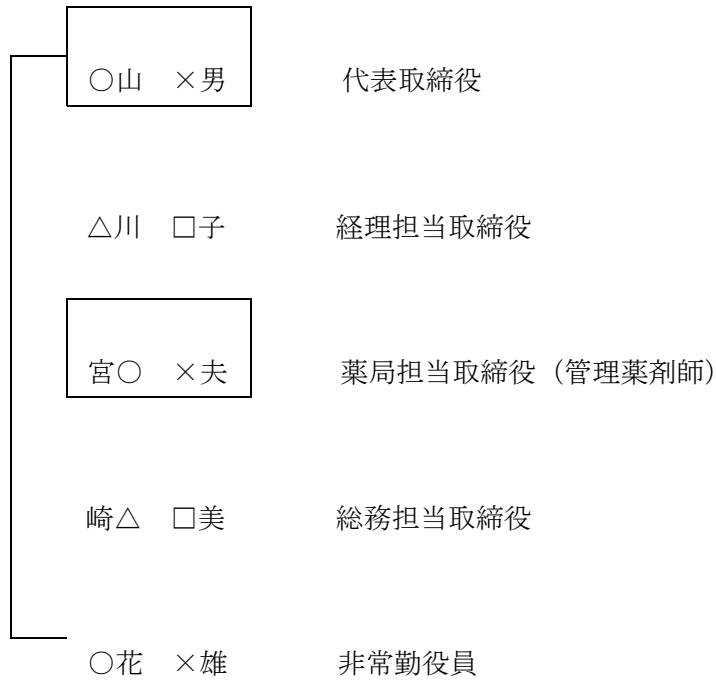 ○山　×男　代表取締役
△川　□子　経理担当取締役
宮○　×夫　薬局担当取締役（管理薬剤師）
崎△　□美　総務担当取締役
○花　×雄　非常勤役員